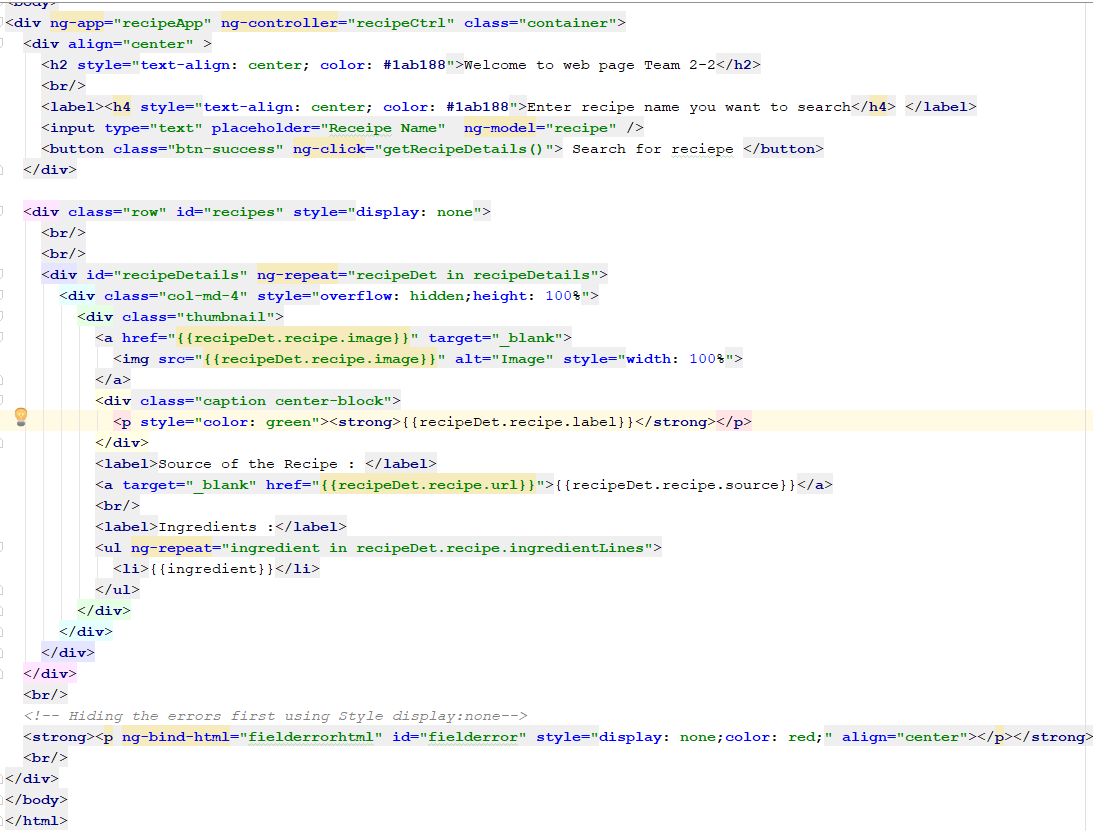 <body>
<div ng-app="recipeApp" ng-controller="recipeCtrl" class="container">
<div align="center" >
<h2 style="text-align: center; color: #1ab188">Welcome to web page Team 2-2</h2>
<br/>
<label><h4 style="text-align: center; color: #1ab188">Enter recipe name you want to search</h4> </label>
<input type="text" placeholder="Receipe Name"  ng-model="recipe" />
<button class="btn-success" ng-click="getRecipeDetails()"> Search for reciepe </button>
</div>
<div class="row" id="recipes" style="display: none">
<br/>
<br/>
<div id="recipeDetails" ng-repeat="recipeDet in recipeDetails">
<div class="col-md-4" style="overflow: hidden;height: 100%">
<div class="thumbnail">
<a href="{{recipeDet.recipe.image}}" target="_blank">
<img src="{{recipeDet.recipe.image}}" alt="Image" style="width: 100%">
</a>
<div class="caption center-block">
<p style="color: green"><strong>{{recipeDet.recipe.label}}</strong></p>
</div>
<label>Source of the Recipe : </label>
<a target="_blank" href="{{recipeDet.recipe.url}}">{{recipeDet.recipe.source}}</a>
<br/>
<label>Ingredients :</label>
<ul ng-repeat="ingredient in recipeDet.recipe.ingredientLines">
<li>{{ingredient}}</li>
</ul>
</div>
</div>
</div>
</div>
<br/>
<!-- Hiding the errors first using Style display:none-->
<strong><p ng-bind-html="fielderrorhtml" id="fielderror" style="display: none;color: red;" align="center"></p></strong>
<br/>
</div>
</body>
</html>